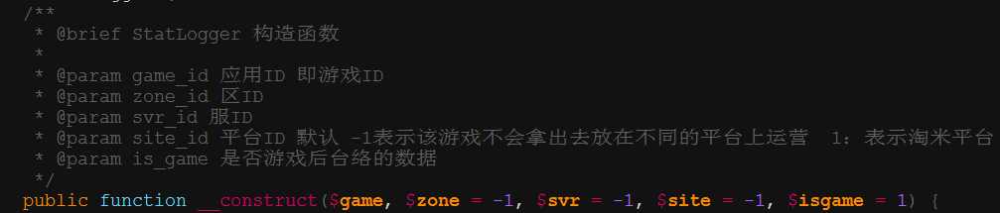 /**
* @brief StatLogger 构造函数
*
* @param game_id 应用ID 即游戏ID
* @param zone_id 区ID
* @param svr_id 服ID
* @param site_id 平台ID 默认 -1表示该游戏不会拿出去放在不同的平台上运营  1：表示淘米平台
* @param is_game 是否游戏后台络的数据
*/
public function __construct($game, $zone = -1, $svr = -1, $site = -1, $isgame = 1) {